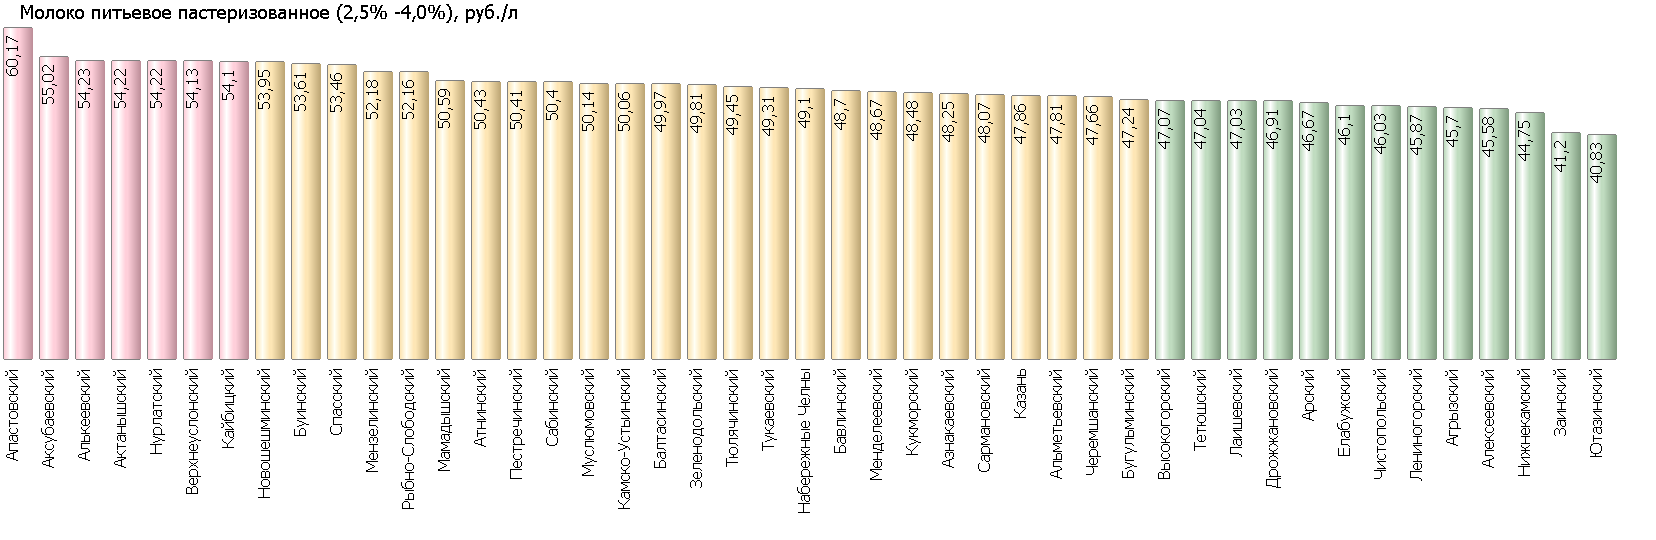 Молоко питьевое пастеризованное (2,5% -4,0%), руб./л
60,17
55,02
54,23
54,22
54,22
54,13
54,1
53,95
53,61
53,46
52,18
52,16
50,59
50,43
50,41
50,4
50,14
50,06
49,97
49,81
49,45
49,31
49,1
48,7
48,67
48,48
48,25
48,07
47,86
47,81
47,66
47,24
47,07
47,04
47,03
46,91
46,67
46,1
46,03
45,87
45,7
45,58
44,75
41,2
40,83
Апастовский
Аксубаевский
Алькеевский
Актанышский
Нурлатский
Верхнеуслонский
Кайбицкий
Новошешминский
Буинский
Спасский
Мензелинский
Рыбно-Слободский
Мамадышский
Атнинский
Пестречинский
Сабинский
Муслюмовский
Камско-Устьинский
Балтасинский
Зеленодольский
Тюлячинский
Тукаевский
Набережные Челны
Бавлинский
Менделеевский
Кукморский
Азнакаевский
Сармановский
Казань
Альметьевский
Черемшанский
Бугульминский
Высокогорский
Тетюшский
Лаишевский
Дрожжановский
Арский
Елабужский
Чистопольский
Лениногорский
Агрызский
Алексеевский
Нижнекамский
Заинский
Ютазинский